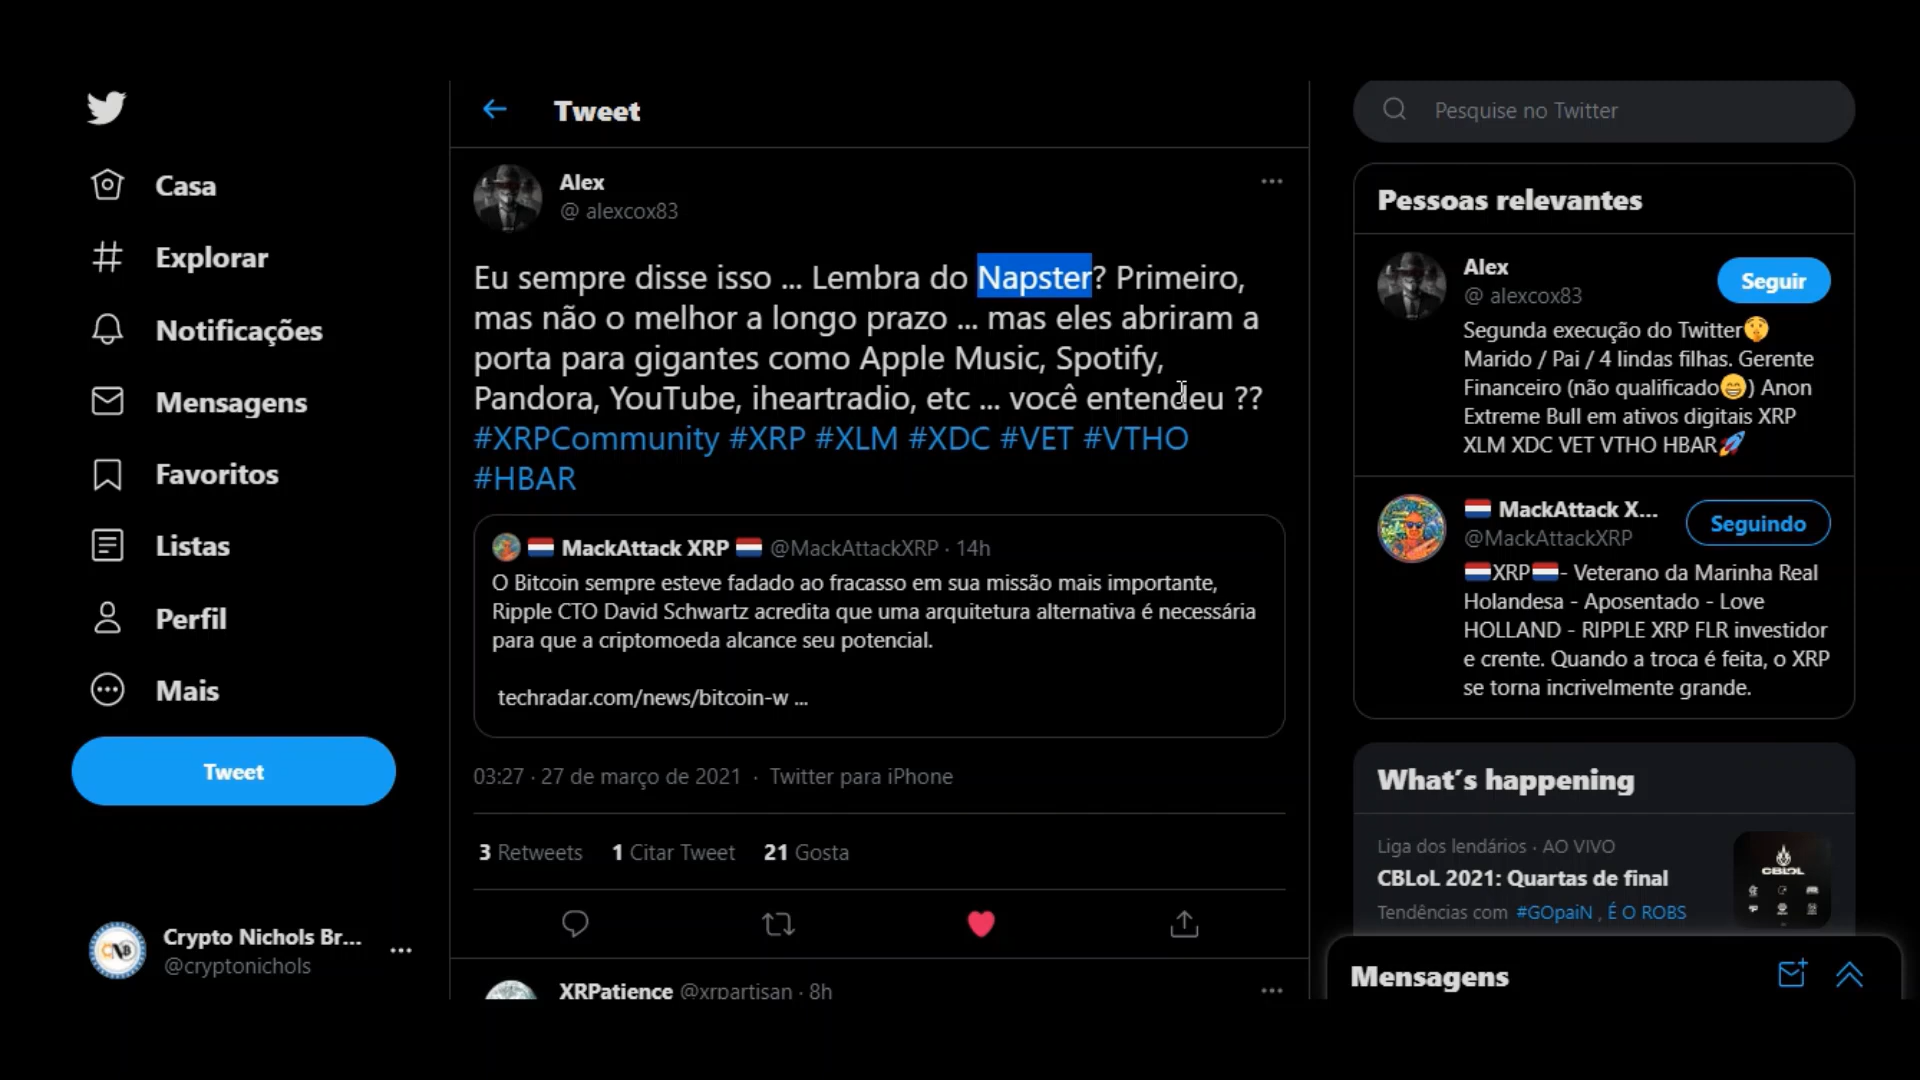 Casa
Explorar
Notificações
Mensagens
Favoritos
Listas
Perfil
Mais
Tweet
Crypto Nichols Br...
@cryptonichols
Tweet
Alex
@ alexcox83
Eu sempre disse isso ... Lembra do Napster? Primeiro,
mas não o melhor a longo prazo ... mas eles abriram a
porta para gigantes como Apple Music, Spotify,
Pandora, YouTube, iheartradio, etc ... você entendeu ??
#XRPCommunity #XRP #XLM #XDC #VET #VTHO
#HBAR
MackAttack XRP @MackAttackXRP · 14h
O Bitcoin sempre esteve fadado ao fracasso em sua missão mais importante,
Ripple CTO David Schwartz acredita que uma arquitetura alternativa é necessária
para que a criptomoeda alcance seu potencial.
techradar.com/news/bitcoin-w ...
03:27 · 27 de março de 2021 · Twitter para iPhone
3 Retweets 1 Citar Tweet 21 Gosta
XRPatience @xrpartisan · 8h
Pesquise no Twitter
Pessoas relevantes
Alex
@ alexcox83
Seguir
Segunda execução do Twitter🤫
Marido / Pai / 4 lindas filhas. Gerente
Financeiro (não qualificado😁) Anon
Extreme Bull em ativos digitais XRP
XLM XDC VET VTHO HBAR🚀
MackAttack X...
@MackAttackXRP
Seguindo
XRP - Veterano da Marinha Real
Holandesa - Aposentado - Love
HOLLAND - RIPPLE XRP FLR investidor
e crente. Quando a troca é feita, o XRP
se torna incrivelmente grande.
What's happening
Liga dos lendários · AO VIVO
CBLoL 2021: Quartas de final
Tendências com #GOpaiN , É O ROBS
CBLOL
Mensagens